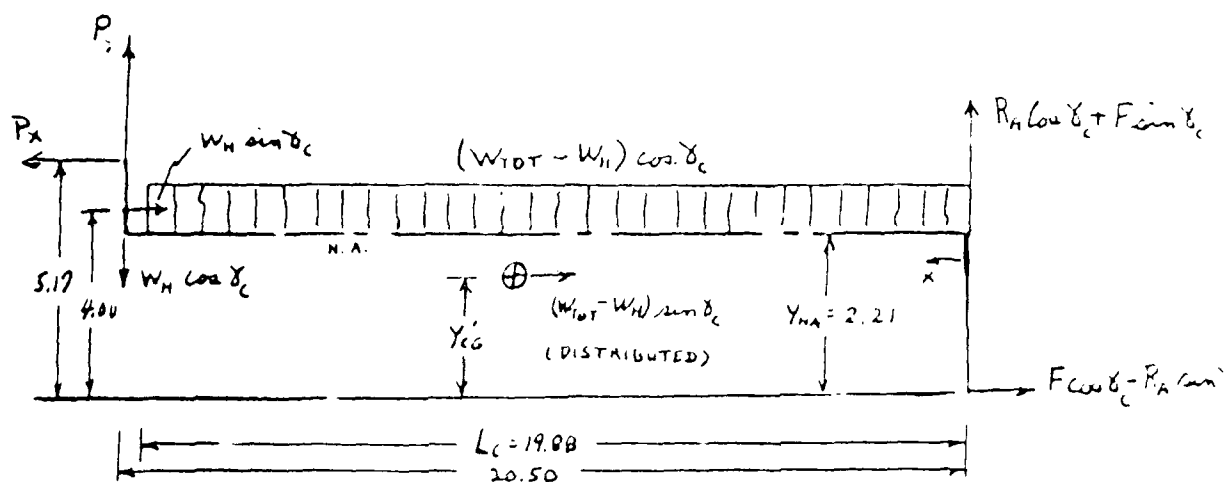 P
Pₓ
W_H sin γ_c
(W_TOT - W_H) cos. γ_c
R_A cos γ_c + F sin γ_c
N.A.
5.17
4.00
W_H cos γ_c
Y'_CG
(W_TOT - W_H) sin γ_c
(DISTRIBUTED)
Y_NA = 2.21
x
F cos γ_c - R_A sin
L_c = 19.88
20.50